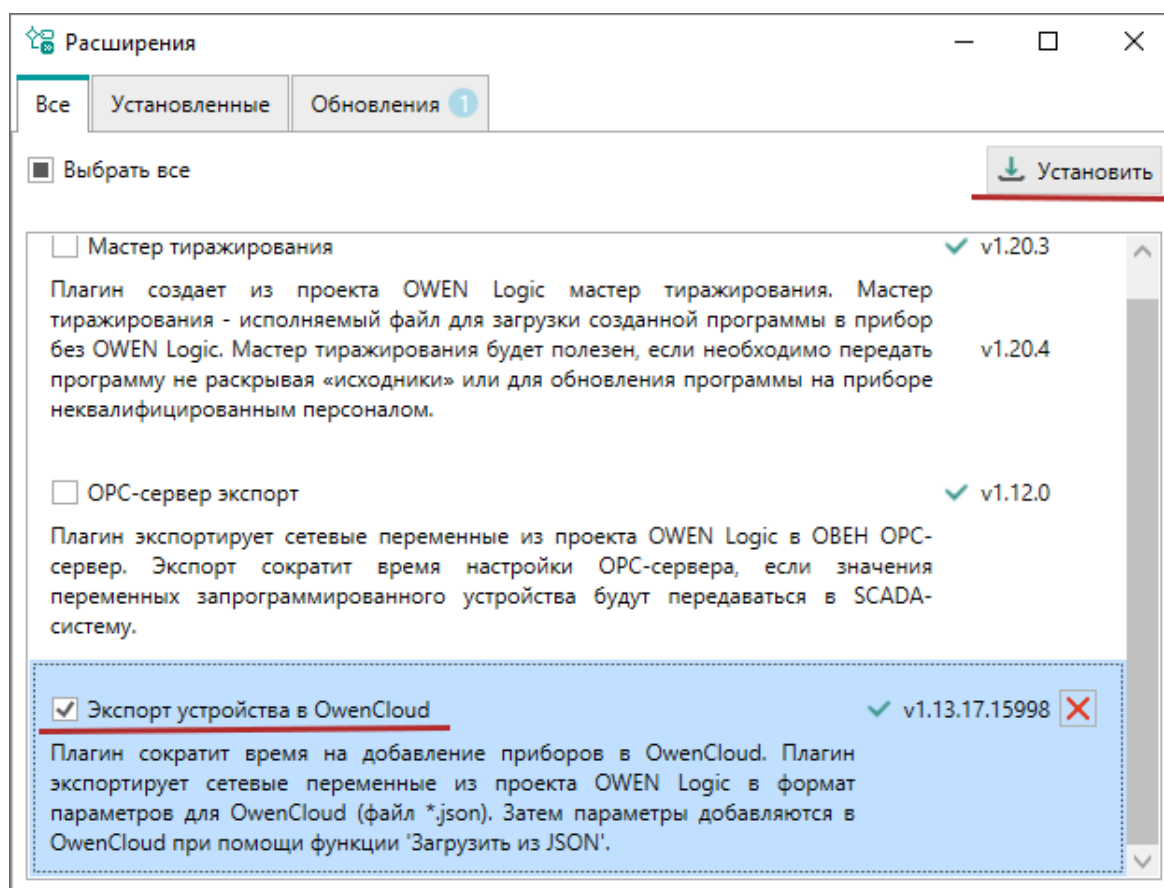 Расширения
Все
Установленные
Обновления 1
Выбрать все
Установить
Мастер тиражирования
v1.20.3
Плагин создает из проекта OWEN Logic мастер тиражирования. Мастер
тиражирования - исполняемый файл для загрузки созданной программы в прибор
без OWEN Logic. Мастер тиражирования будет полезен, если необходимо передать
v1.20.4
программу не раскрывая «исходники» или для обновления программы на приборе
неквалифицированным персоналом.
OPC-сервер экспорт
v1.12.0
Плагин экспортирует сетевые переменные из проекта OWEN Logic в ОВЕН OPC-
сервер. Экспорт сократит время настройки OPC-сервера, если значения
переменных запрограммированного устройства будут передаваться в SCADA-
систему.
Экспорт устройства в OwenCloud
v1.13.17.15998
Плагин сократит время на добавление приборов в OwenCloud. Плагин
экспортирует сетевые переменные из проекта OWEN Logic в формат
параметров для OwenCloud (файл *.json). Затем параметры добавляются в
OwenCloud при помощи функции 'Загрузить из JSON'.